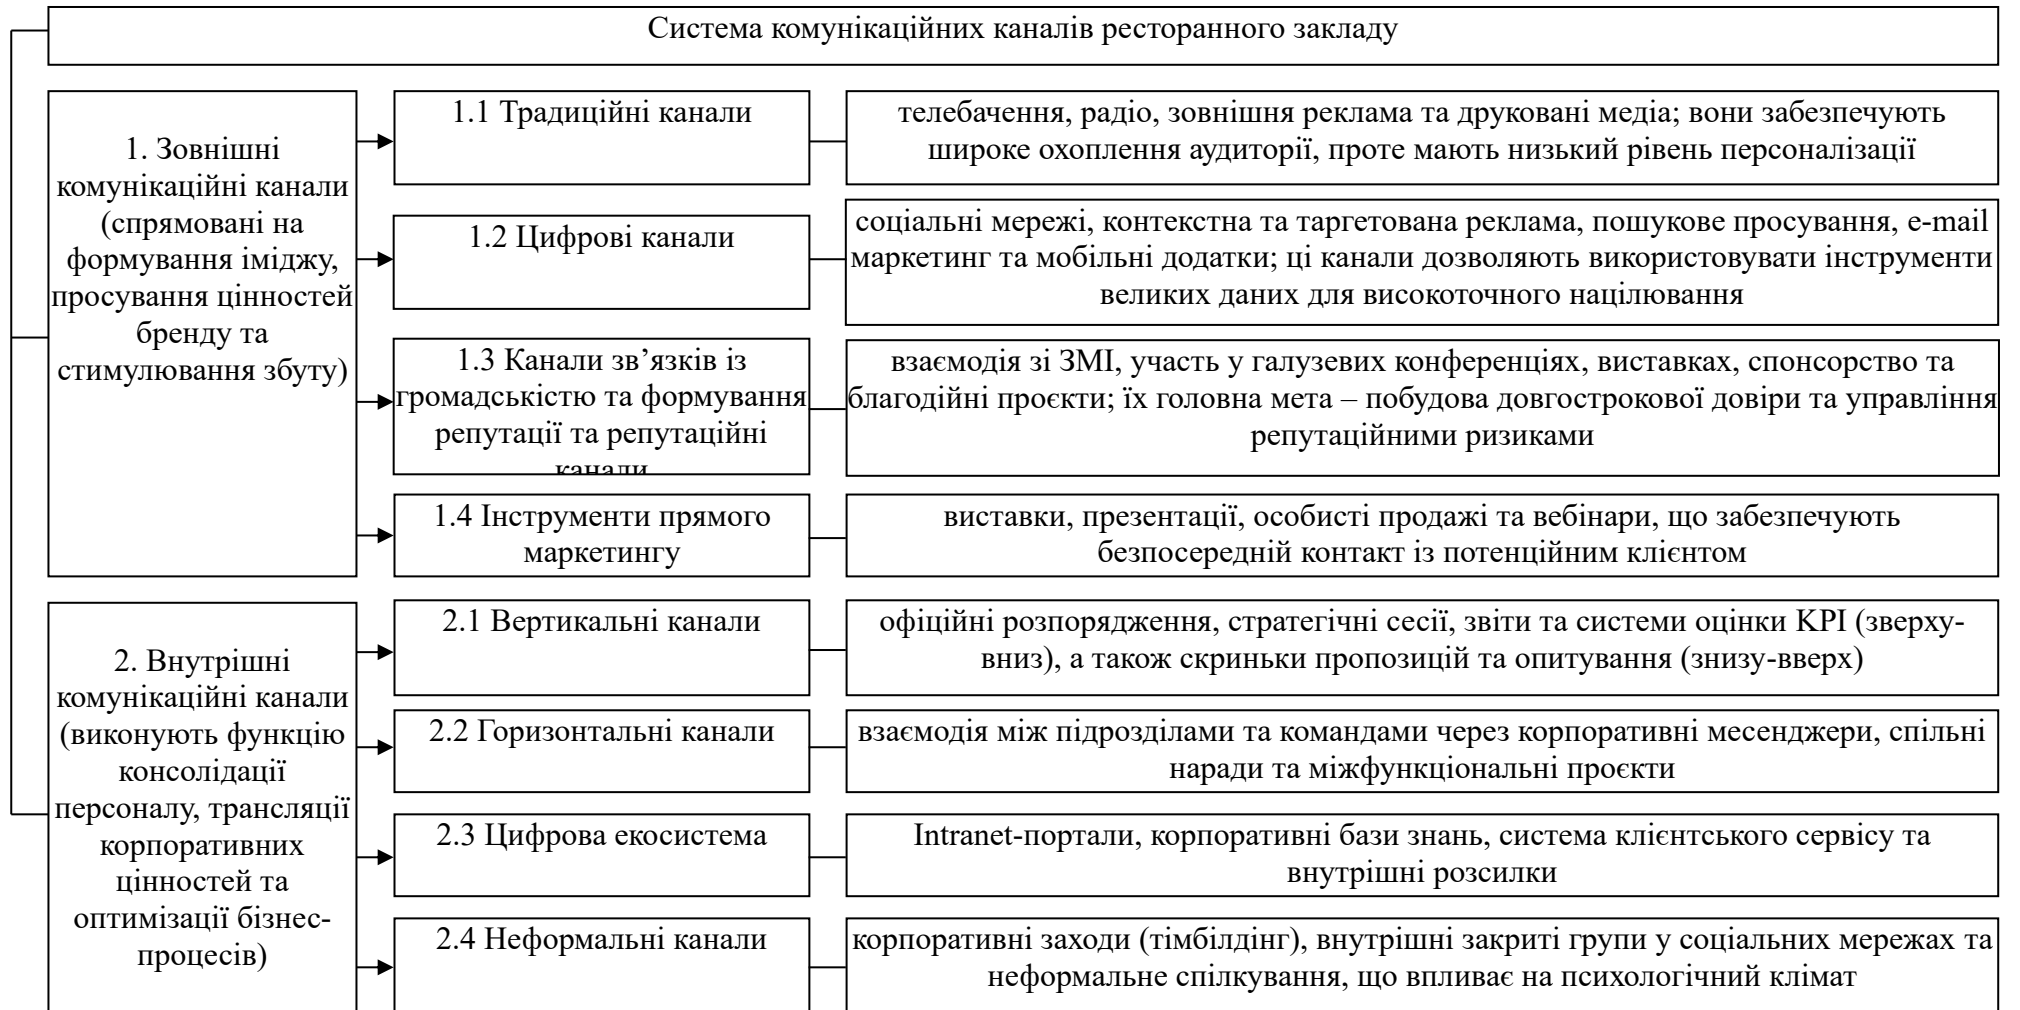 Система комунікаційних каналів ресторанного закладу
1. Зовнішні
комунікаційні канали
(спрямовані на
формування іміджу,
просування цінностей
бренду та
стимулювання збуту)
1.1 Традиційні канали
телебачення, радіо, зовнішня реклама та друковані медіа; вони забезпечують
широке охоплення аудиторії, проте мають низький рівень персоналізації
1.2 Цифрові канали
соціальні мережі, контекстна та таргетована реклама, пошукове просування, e-mail
маркетинг та мобільні додатки; ці канали дозволяють використовувати інструменти
великих даних для високоточного націлювання
1.3 Канали зв’язків із
громадськістю та формування
репутації та репутаційні
канали
взаємодія зі ЗМІ, участь у галузевих конференціях, виставках, спонсорство та
благодійні проєкти; їх головна мета – побудова довгострокової довіри та управління
репутаційними ризиками
1.4 Інструменти прямого
маркетингу
виставки, презентації, особисті продажі та вебінари, що забезпечують
безпосередній контакт із потенційним клієнтом
2. Внутрішні
комунікаційні канали
(виконують функцію
консолідації
персоналу, трансляції
корпоративних
цінностей та
оптимізації бізнес-
процесів)
2.1 Вертикальні канали
офіційні розпорядження, стратегічні сесії, звіти та системи оцінки KPI (зверху-
вниз), а також скриньки пропозицій та опитування (знизу-вверх)
2.2 Горизонтальні канали
взаємодія між підрозділами та командами через корпоративні месенджери, спільні
наради та міжфункціональні проєкти
2.3 Цифрова екосистема
Intranet-портали, корпоративні бази знань, система клієнтського сервісу та
внутрішні розсилки
2.4 Неформальні канали
корпоративні заходи (тімбілдінг), внутрішні закриті групи у соціальних мережах та
неформальне спілкування, що впливає на психологічний клімат